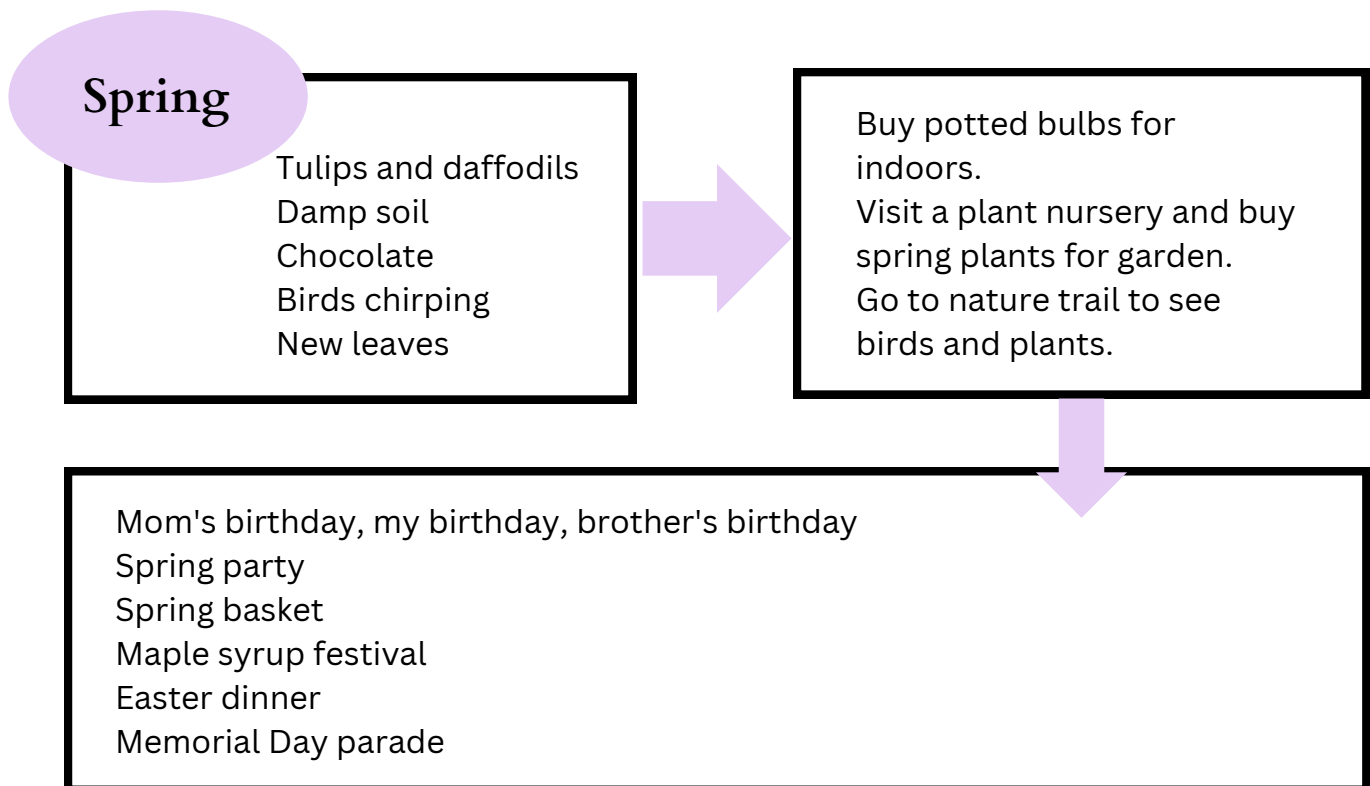 Spring
Tulips and daffodils
Damp soil
Chocolate
Birds chirping
New leaves
Buy potted bulbs for
indoors.
Visit a plant nursery and buy
spring plants for garden.
Go to nature trail to see
birds and plants.
Mom's birthday, my birthday, brother's birthday
Spring party
Spring basket
Maple syrup festival
Easter dinner
Memorial Day parade